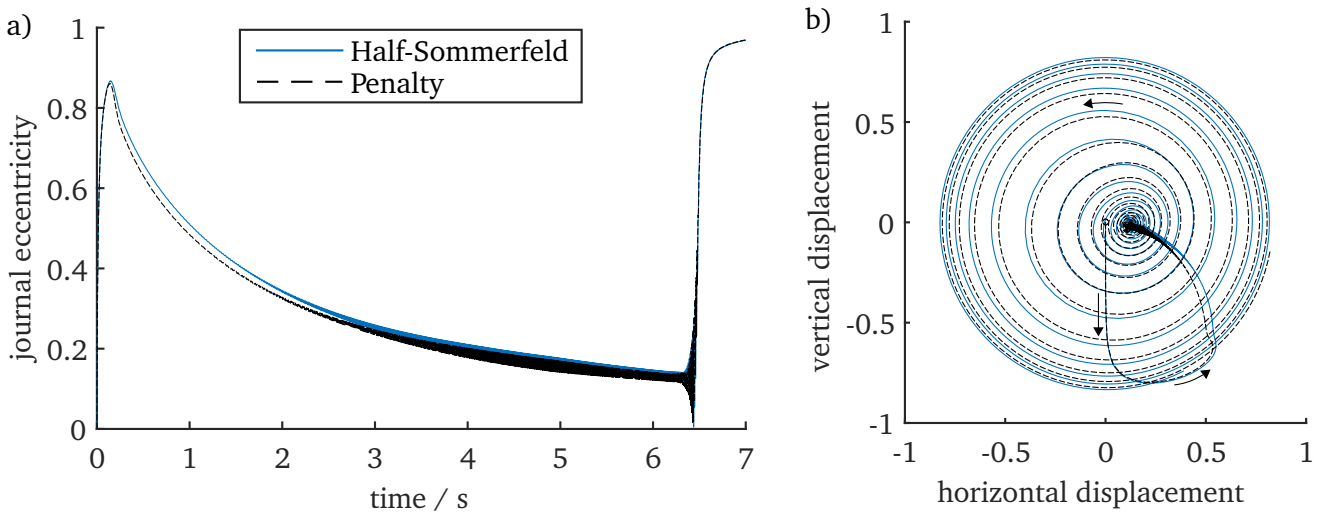 a)
1
0.8
0.6
0.4
0.2
0
journal eccentricity
0 1 2 3 4 5 6 7
time / s
Half-Sommerfeld
Penalty
b)
1
0.5
0
-0.5
-1
vertical displacement
-1 -0.5 0 0.5 1
horizontal displacement